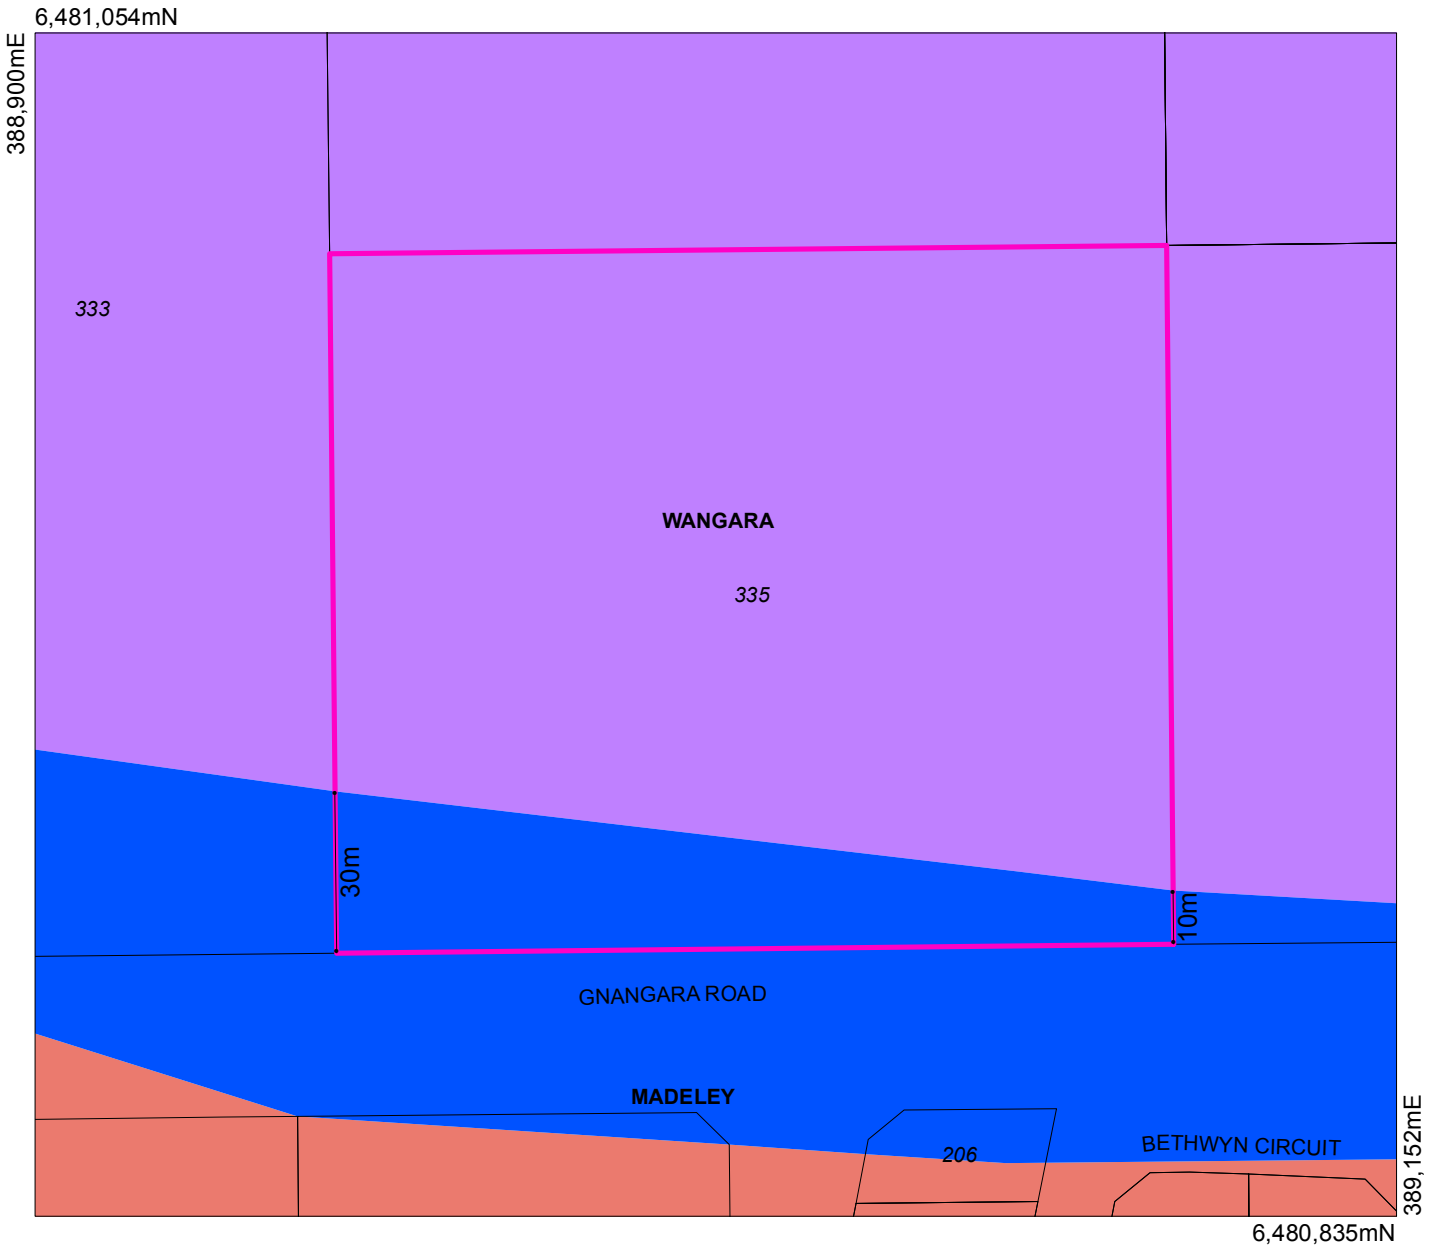 6,481,054mN
388,900mE
333
WANGARA
335
30m
10m
GNANGARA ROAD
MADELEY
206
BETHWYN CIRCUIT
389,152mE
6,480,835mN